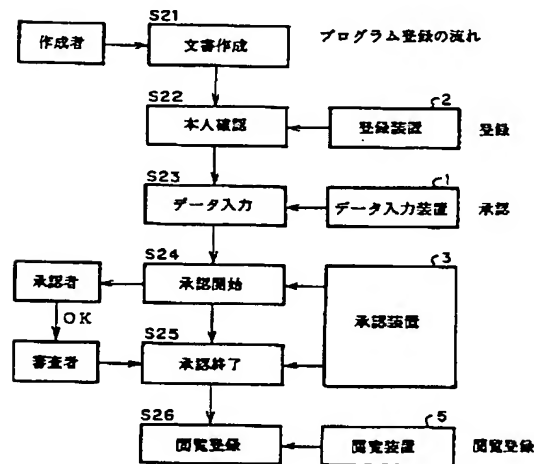 S21
作成者
文書作成
プログラム登録の流れ
S22
2
本人確認
登録装置
登録
S23
1
データ入力
データ入力装置
承認
S24
3
承認者
承認開始
承認装置
OK
S25
審査者
承認終了
S26
5
閲覧登録
閲覧装置
閲覧登録